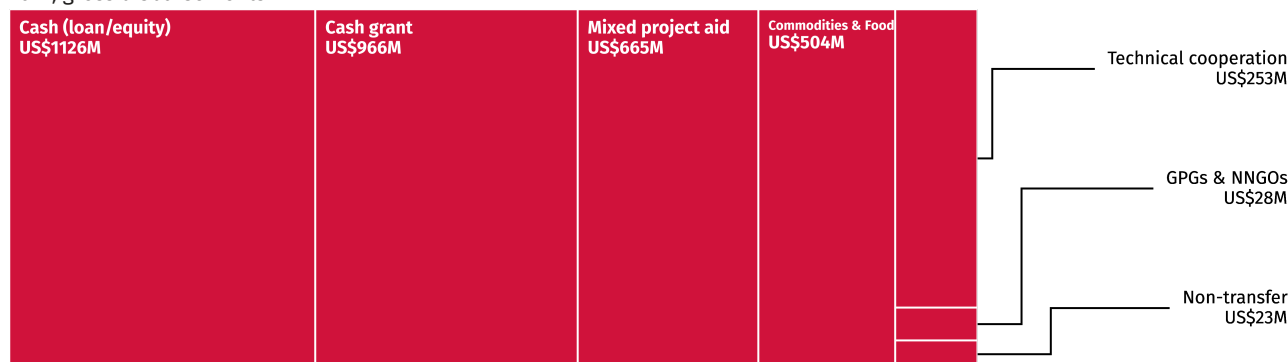 Cash (loan/equity)
US$1126M
Cash grant
US$966M
Mixed project aid
US$665M
Commodities & Food
US$504M
Technical cooperation
US$253M
GPGs & NNGOs
US$28M
Non-transfer
US$23M